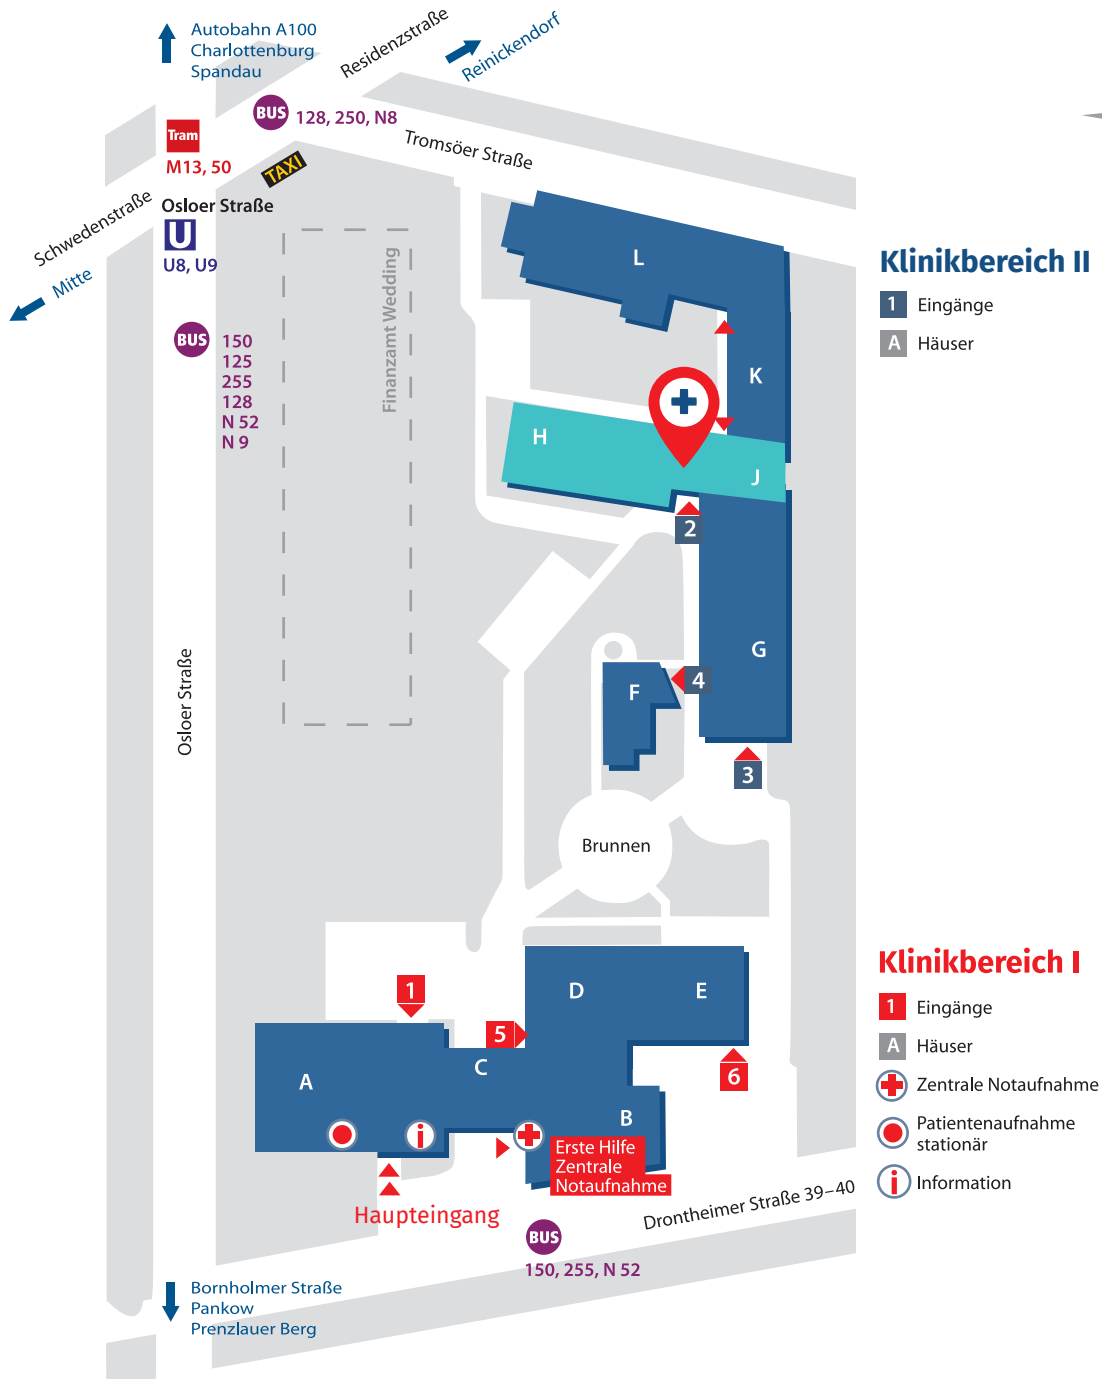 Autobahn A100
Charlottenburg
Spandau
Residenzstraße
Reinickendorf
BUS
128, 250, N8
Tram
M13, 50
TAXI
Tromsöer Straße
Schwedenstraße
Osloer Straße
U
U8, U9
Mitte
BUS
150
125
255
128
N 52
N 9
Finanzamt Wedding
L
K
H
J
2
G
F
4
3
Osloer Straße
Brunnen
Klinikbereich II
1 Eingänge
A Häuser
1
5
D
E
6
A
C
B
i
Erste Hilfe
Zentrale
Notaufnahme
Haupteingang
Drontheimer Straße 39–40
BUS
150, 255, N 52
Klinikbereich I
1 Eingänge
A Häuser
Zentrale Notaufnahme
Patientenaufnahme
stationär
i Information
Bornholmer Straße
Pankow
Prenzlauer Berg